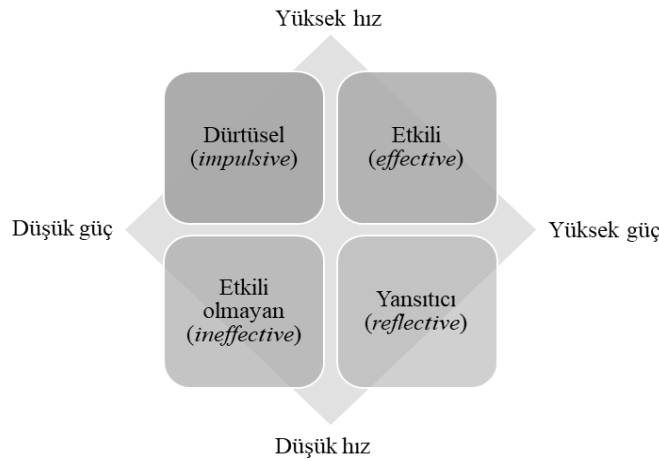 Yüksek hız
Dürtüsel
(impulsive)
Etkili
(effective)
Düşük güç
Yüksek güç
Etkili
olmayan
(ineffective)
Yansıtıcı
(reflective)
Düşük hız